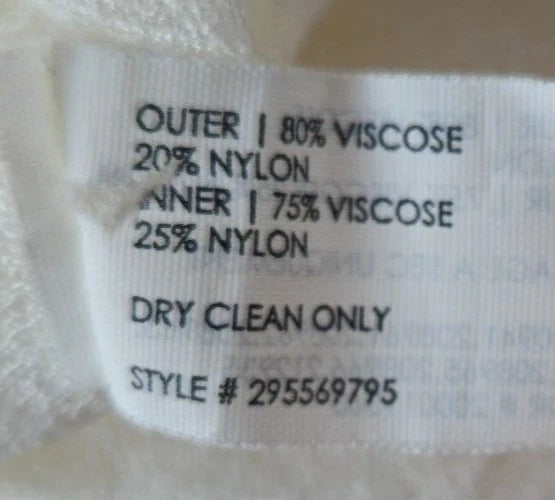 OUTER | 80% VISCOSE
20% NYLON
INNER | 75% VISCOSE
25% NYLON
DRY CLEAN ONLY
STYLE # 295569795